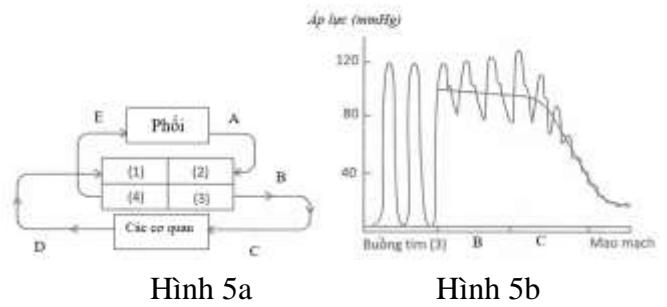 Áp lực (mmHg)
120
80
40
Buồng tim (3)
B
C
Mao mạch
E
Phổi
A
(1)
(2)
(4)
(3)
B
Các cơ quan
D
C
Hình 5a
Hình 5b